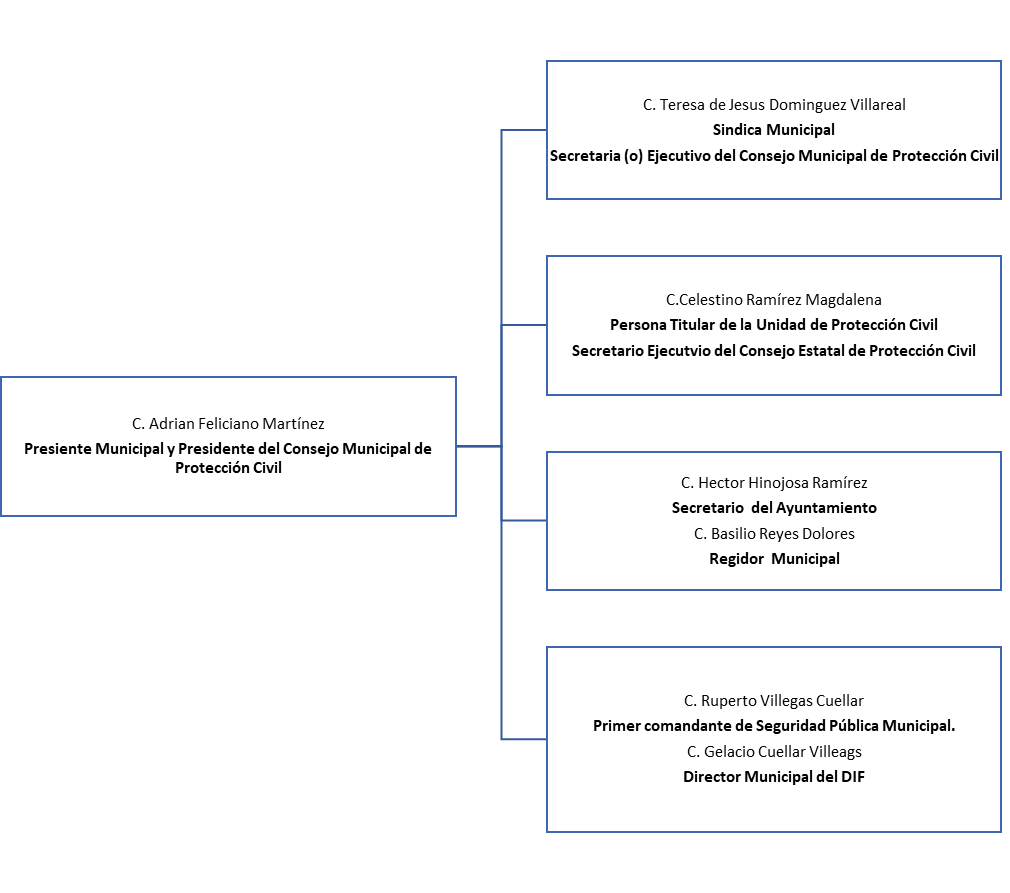 C. Teresa de Jesus Dominguez Villareal
Sindica Municipal
Secretaria (o) Ejecutivo del Consejo Municipal de Protección Civil
C.Celestino Ramírez Magdalena
Persona Titular de la Unidad de Protección Civil
Secretario Ejecutvio del Consejo Estatal de Protección Civil
C. Adrian Feliciano Martínez
Presiente Municipal y Presidente del Consejo Municipal de
Protección Civil
C. Hector Hinojosa Ramírez
Secretario  del Ayuntamiento
C. Basilio Reyes Dolores
Regidor  Municipal
C. Ruperto Villegas Cuellar
Primer comandante de Seguridad Pública Municipal.
C. Gelacio Cuellar Villeags
Director Municipal del DIF